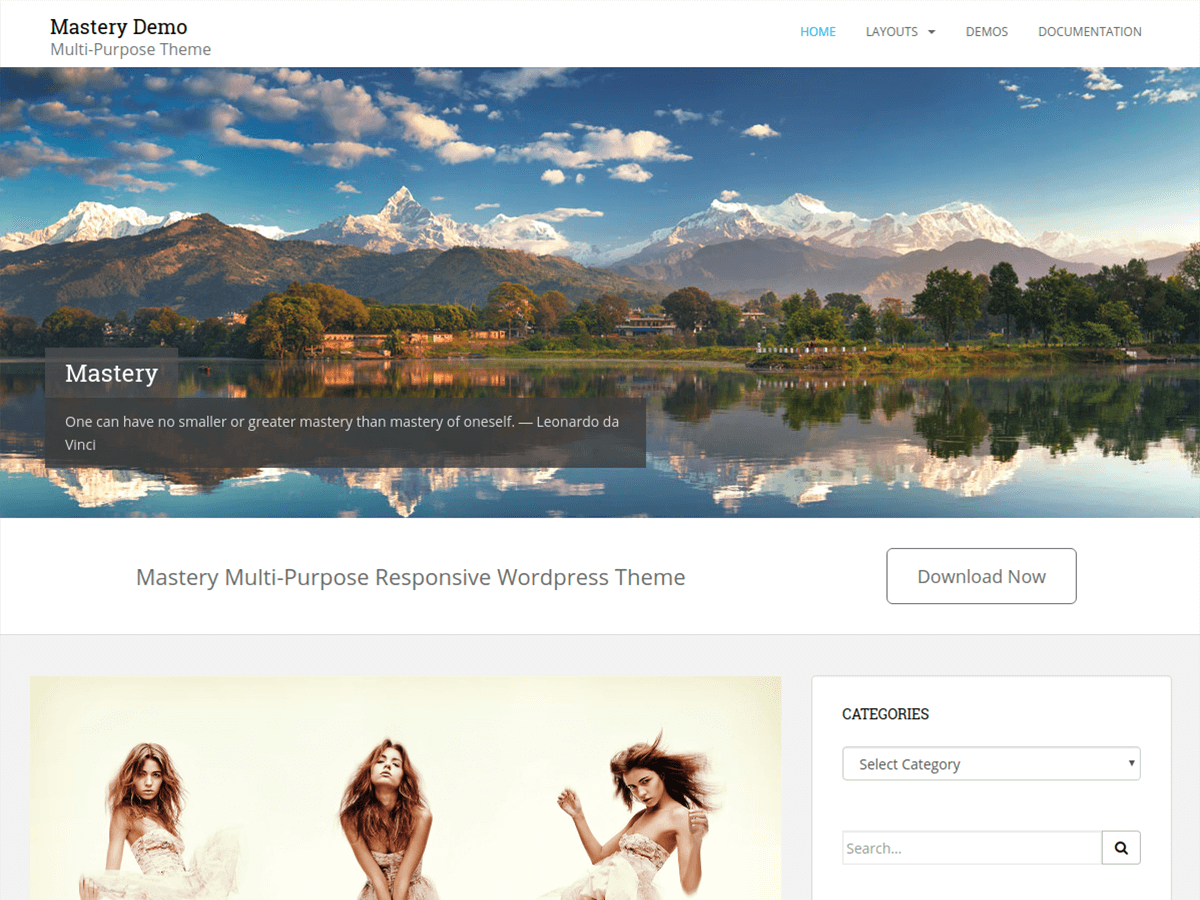 Mastery Demo
Multi-Purpose Theme
HOME LAYOUTS DEMOS DOCUMENTATION
Mastery
One can have no smaller or greater mastery than mastery of oneself. — Leonardo da
Vinci
Mastery Multi-Purpose Responsive Wordpress Theme
Download Now
CATEGORIES
Select Category
Search...